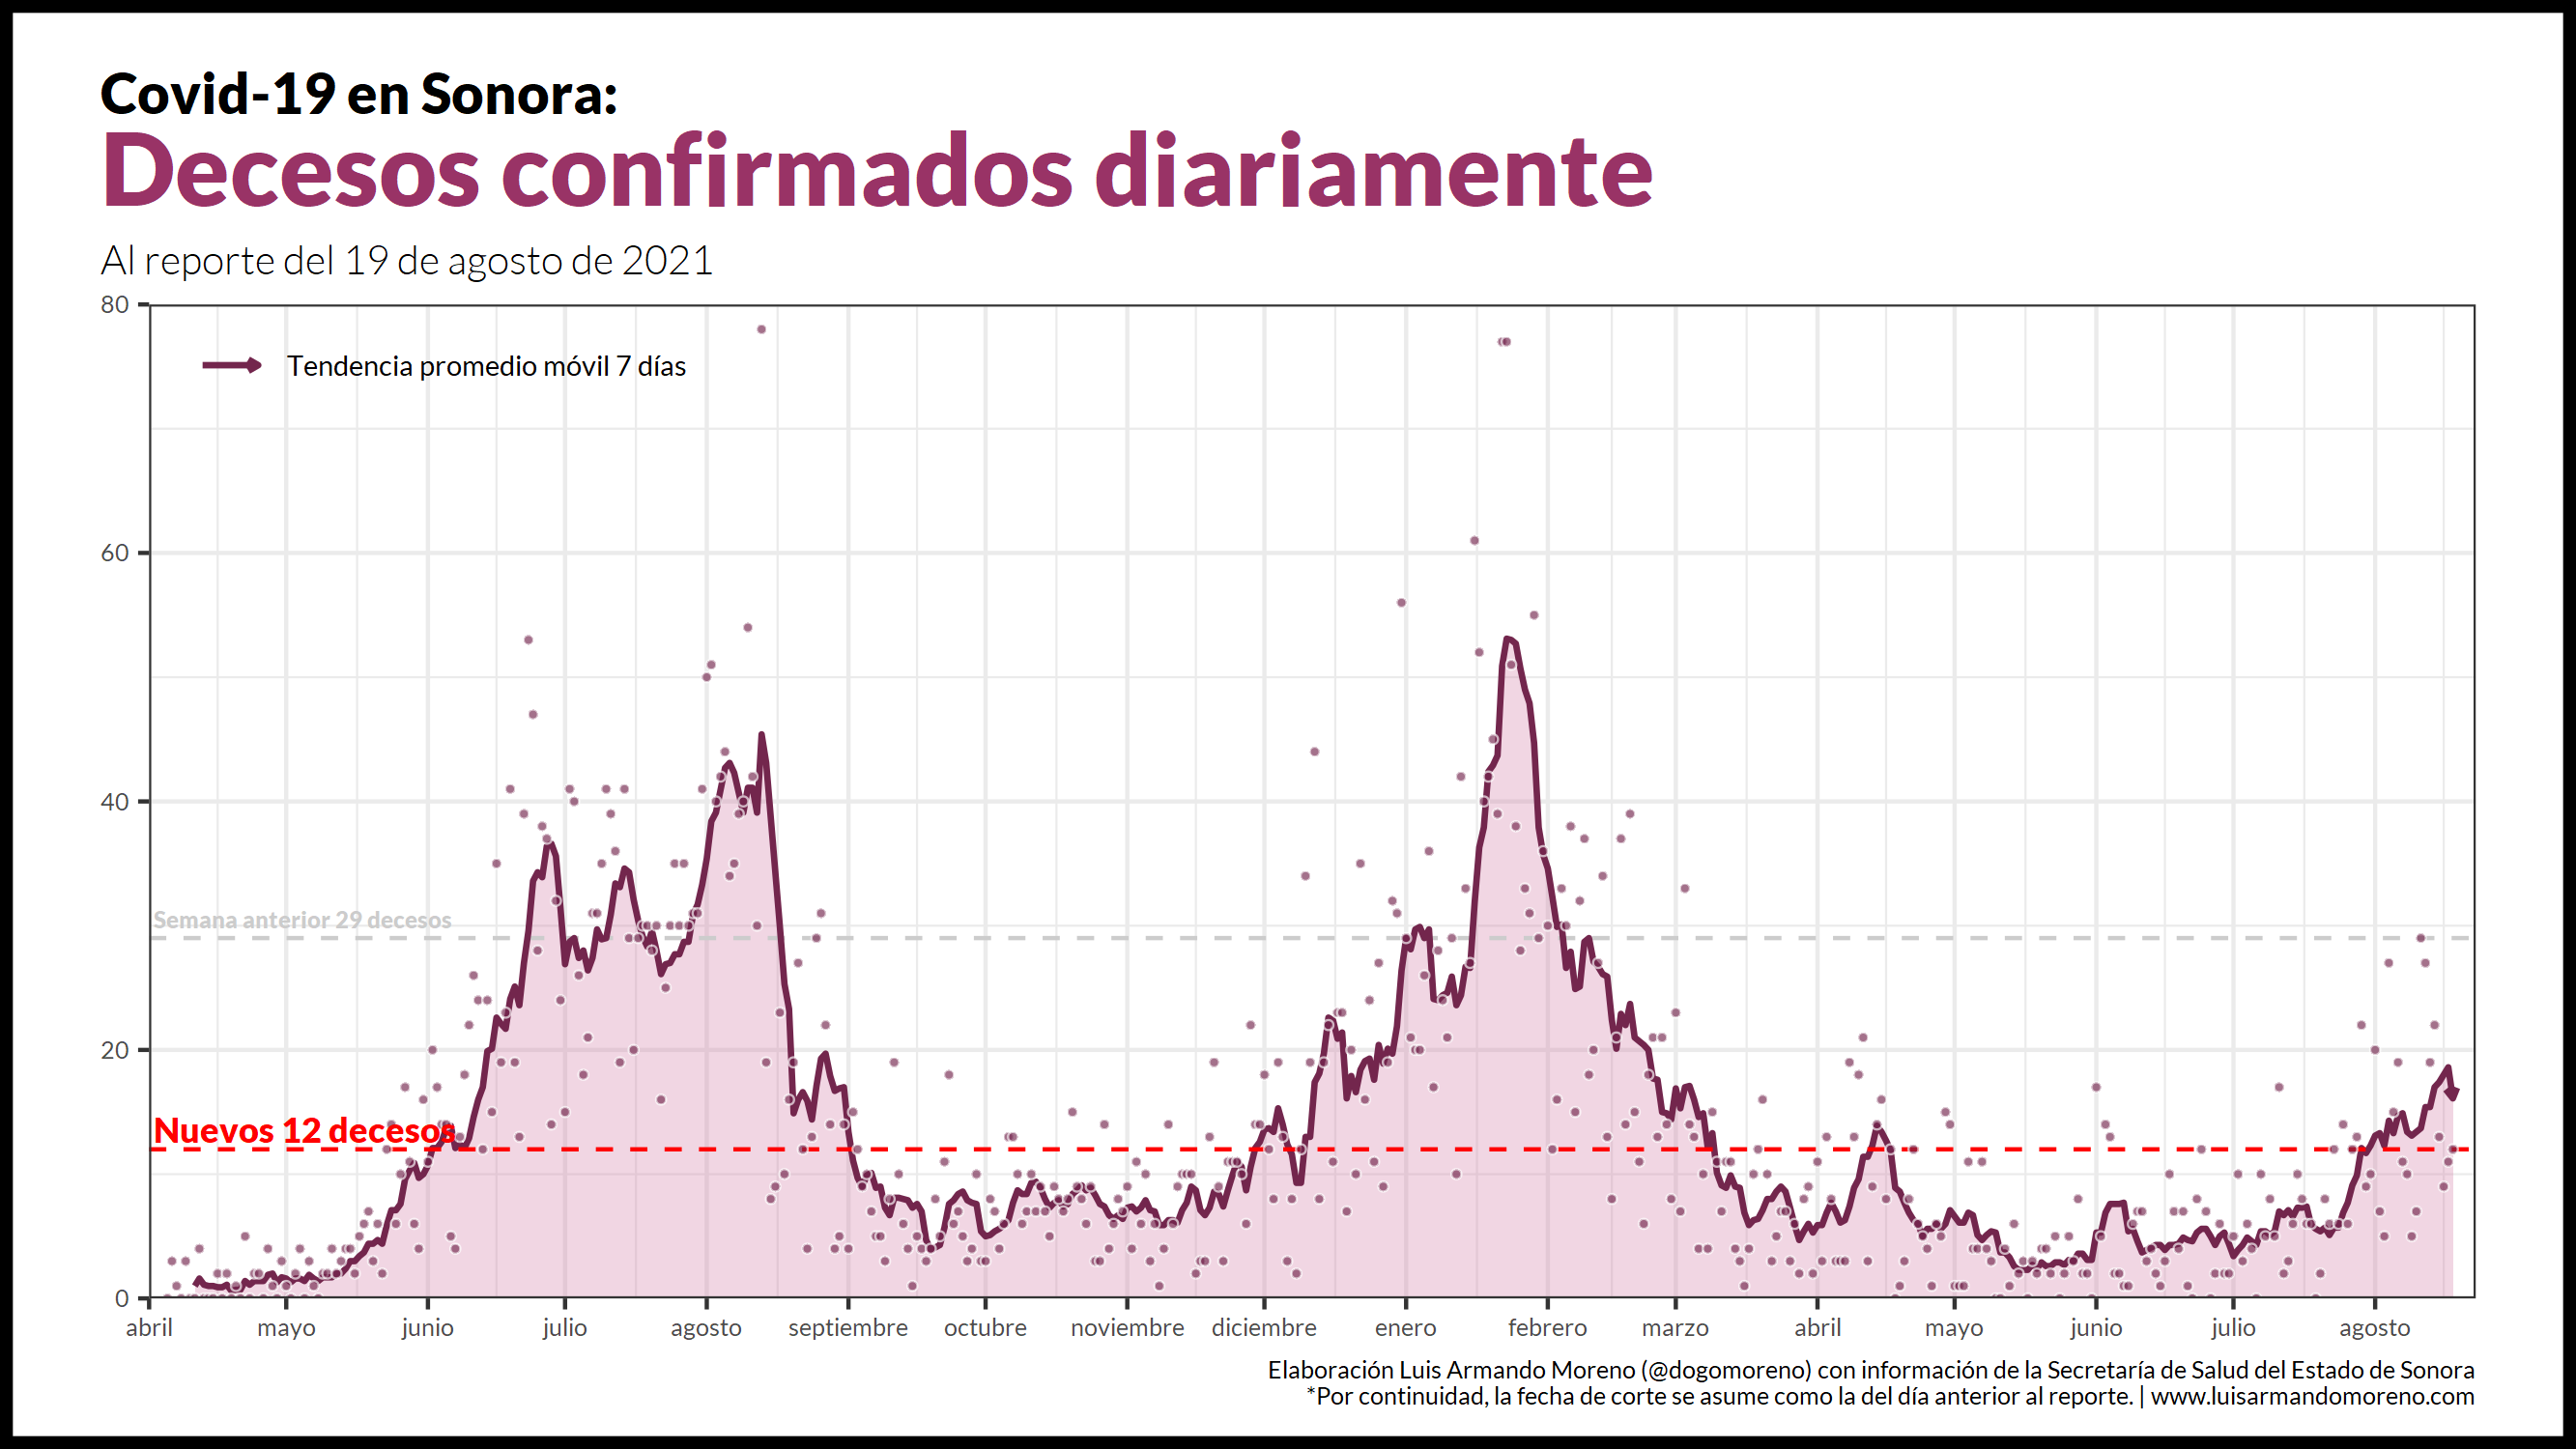 Covid-19 en Sonora:
Decesos confirmados diariamente
Al reporte del 19 de agosto de 2021
80
Tendencia promedio móvil 7 días
60
40
Semana anterior 29 decesos
20
Nuevos 12 decesos
0
abril mayo junio julio agosto septiembre octubre noviembre diciembre enero febrero marzo abril mayo junio julio agosto
Elaboración Luis Armando Moreno (@dogomoreno) con información de la Secretaría de Salud del Estado de Sonora
*Por continuidad, la fecha de corte se asume como la del día anterior al reporte. | www.luisarmandomoreno.com